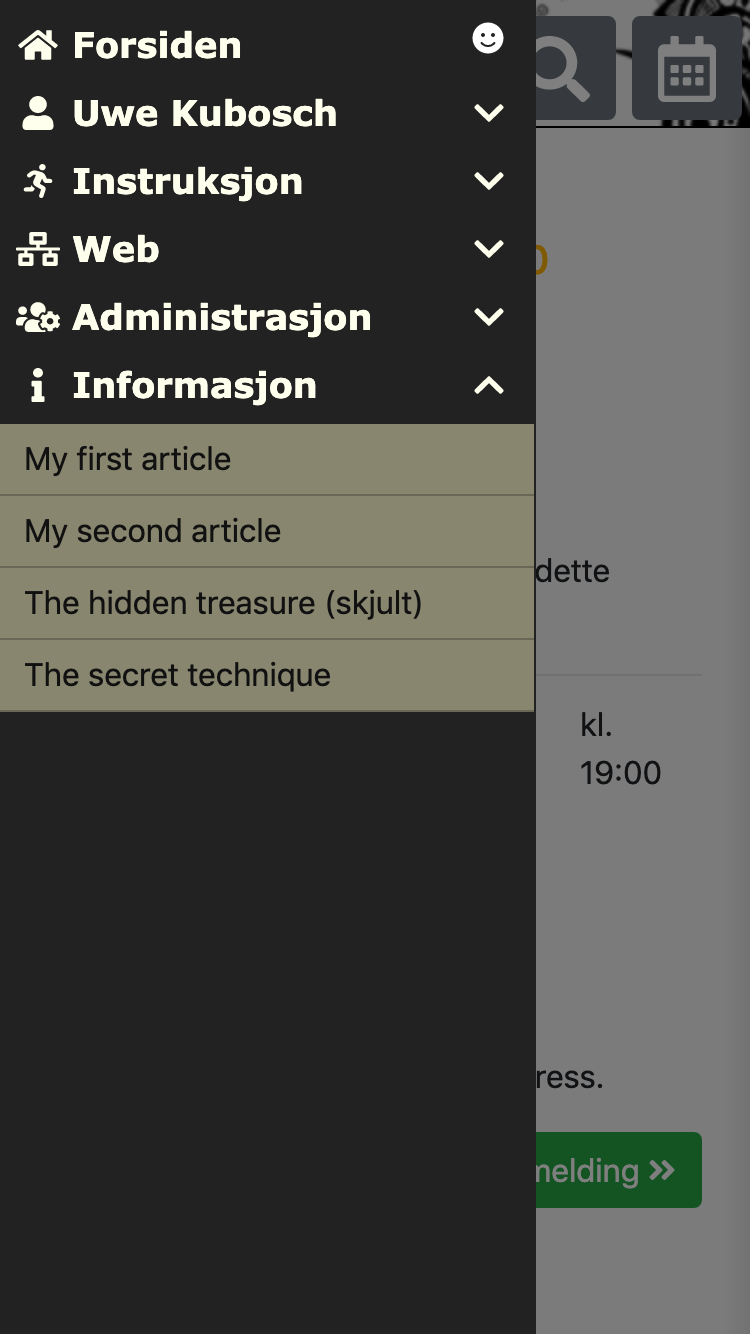 Forsiden
Uwe Kubosch
Instruksjon
Web
Administrasjon
Informasjon
My first article
My second article
The hidden treasure (skjult)
The secret technique
dette
kl.
19:00
ress.
melding